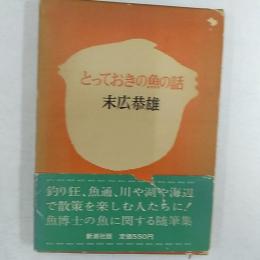 とっておきの魚の話
末広恭雄
釣り狂、魚通、川や湖や海辺
で散策を楽しむ人たちに!
魚博士の魚に関する随筆集
新潮社版 定価550円